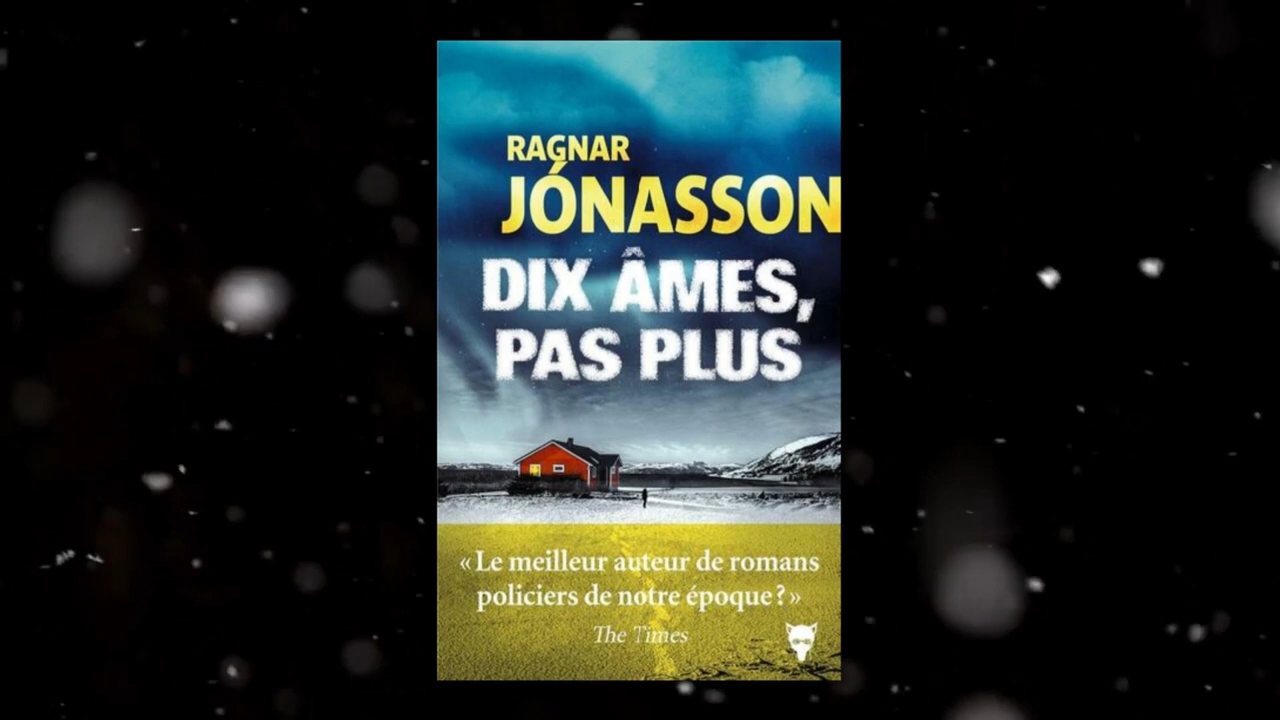 RAGNAR
JÓNASSON
DIX ÂMES,
PAS PLUS
« Le meilleur auteur de romans
policiers de notre époque ? »
The Times